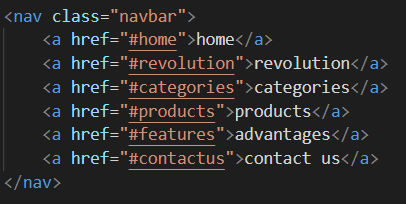 <nav class="navbar">
    <a href="#home">home</a>
    <a href="#revolution">revolution</a>
    <a href="#categories">categories</a>
    <a href="#products">products</a>
    <a href="#features">advantages</a>
    <a href="#contactus">contact us</a>
</nav>